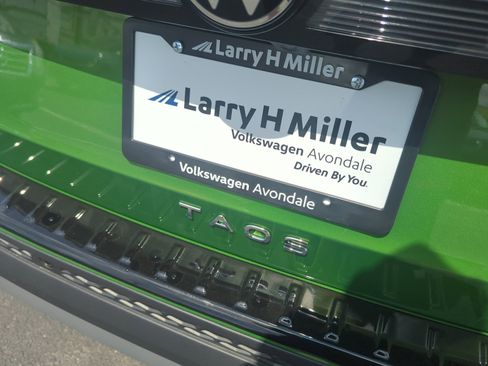 Larry H Miller
Larry H Miller
Volkswagen Avondale
Driven By You.
Volkswagen Avondale
TAOS